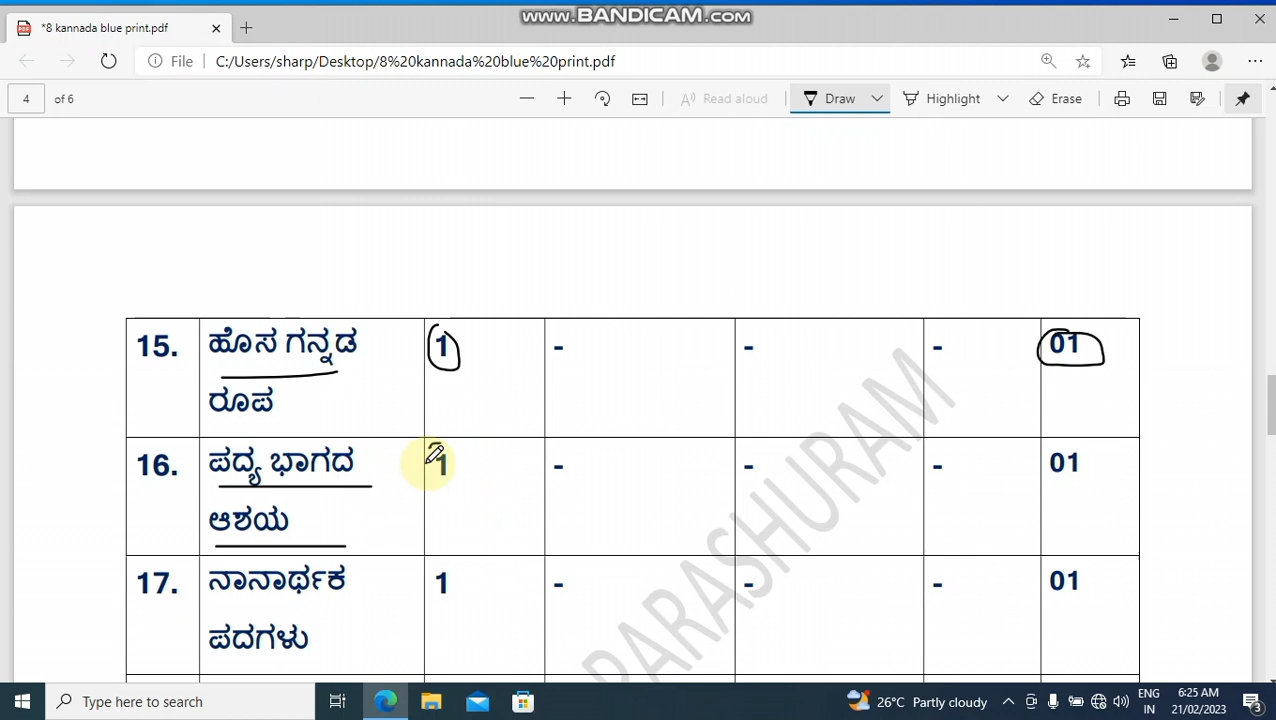 www.BANDICAM.com
*8 kannada blue print.pdf
File C:/Users/sharp/Desktop/8%20kannada%20blue%20print.pdf
4 of 6 Read aloud Draw Highlight Erase
15. ಹೊಸ ಗನ್ನಡ 1 - - - 01
ರೂಪ
16. ಪದ್ಯ ಭಾಗದ 1 - - - 01
ಆಶಯ
17. ನಾನಾರ್ಥಕ 1 - - - 01
ಪದಗಳು
PARASHURAM
Type here to search 26°C Partly cloudy ENG 6:25 AM
IN 21/02/2023 3